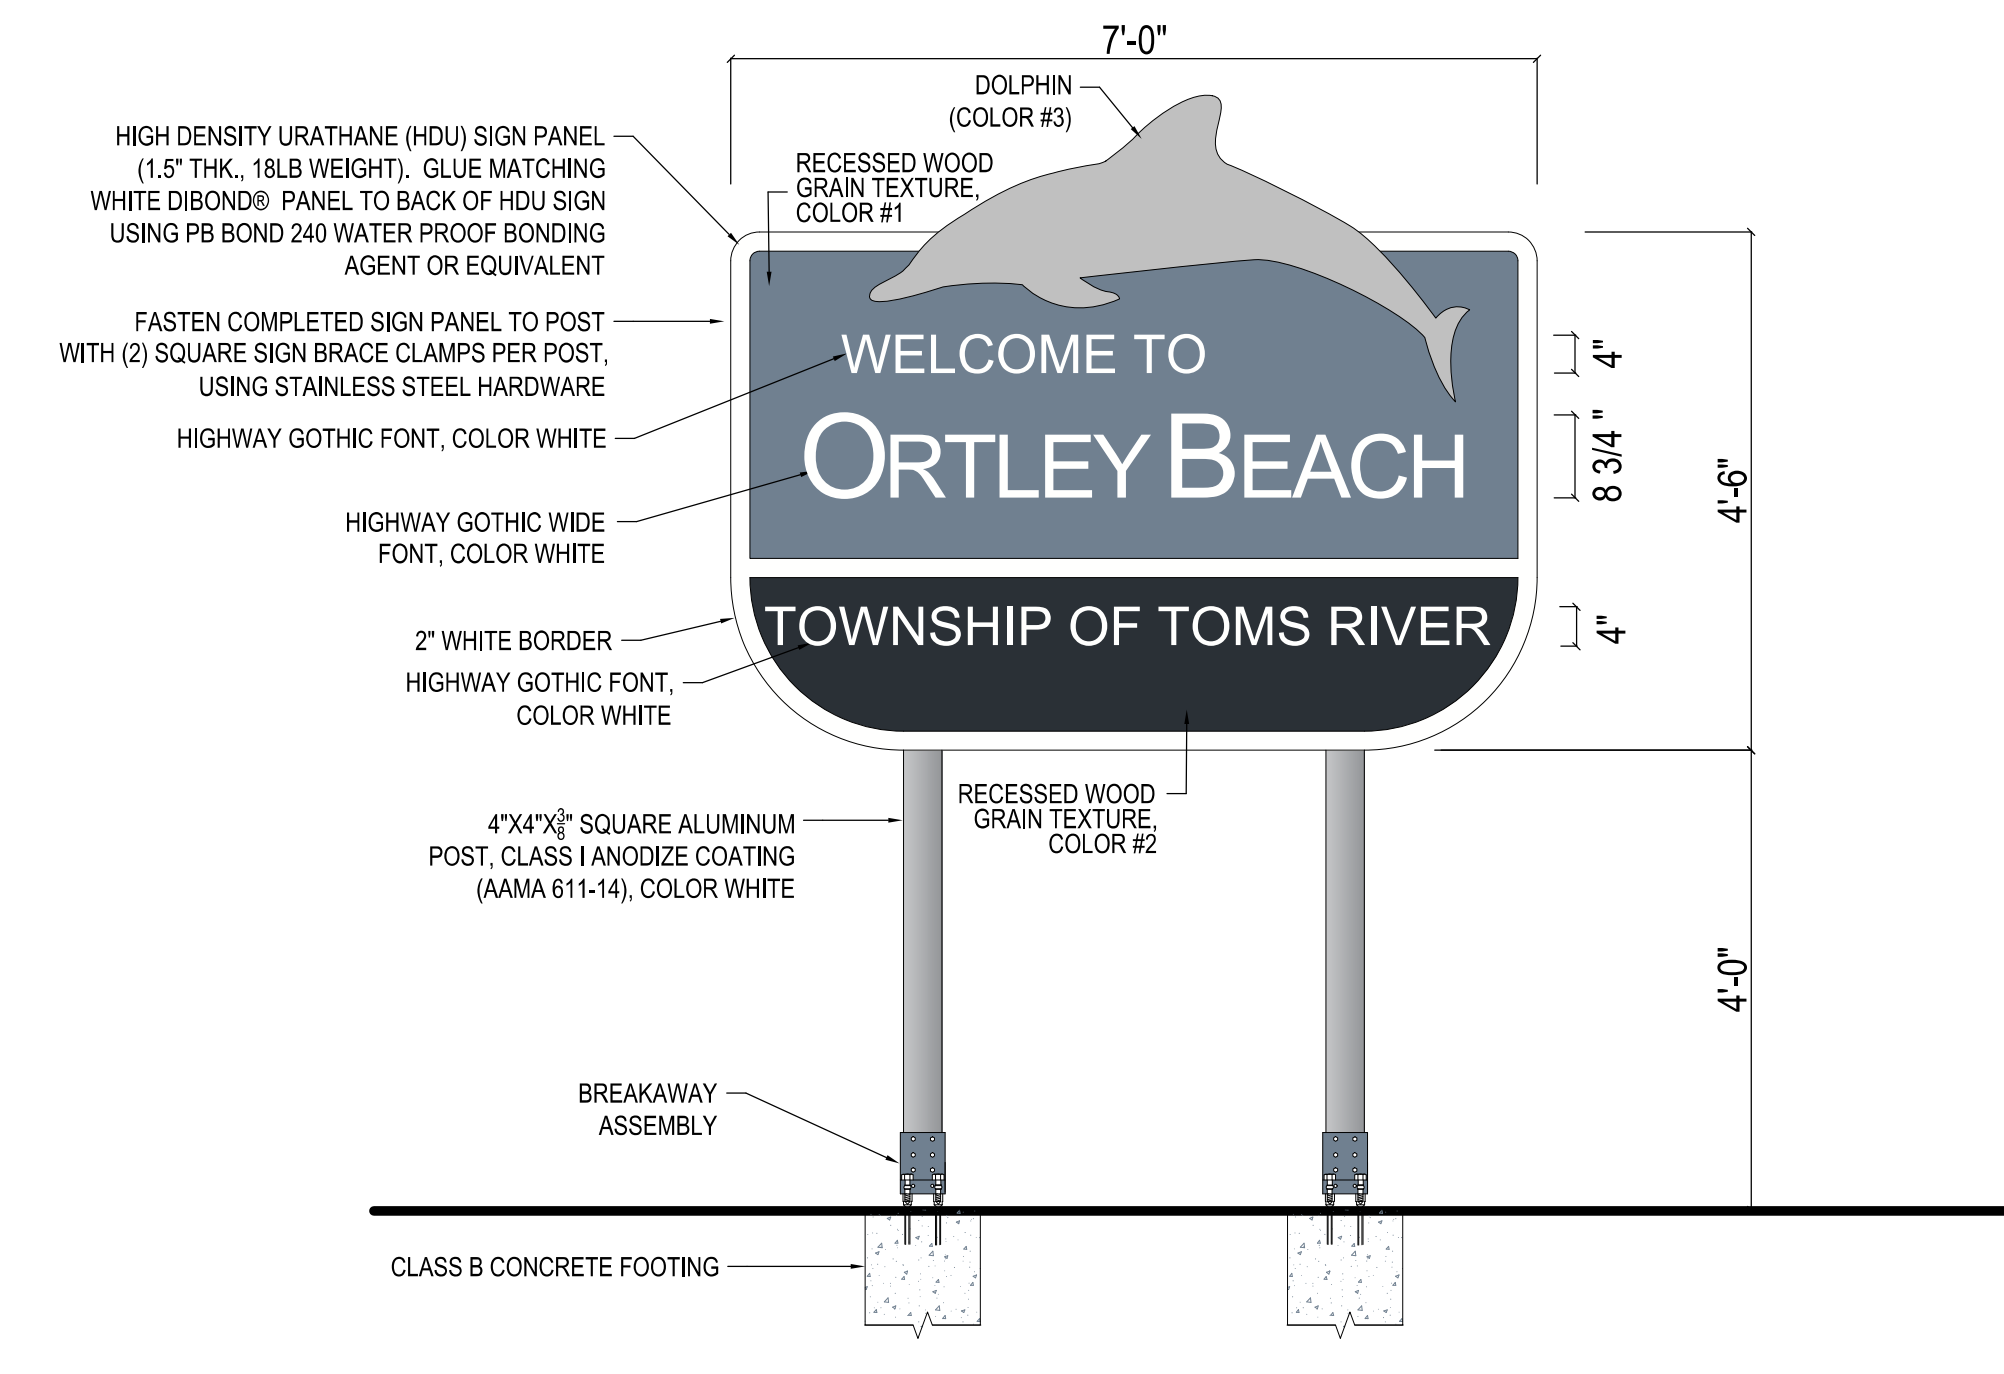 7'-0"
DOLPHIN
(COLOR #3)
HIGH DENSITY URATHANE (HDU) SIGN PANEL
(1.5" THK., 18LB WEIGHT).  GLUE MATCHING
WHITE DIBOND®  PANEL TO BACK OF HDU SIGN
USING PB BOND 240 WATER PROOF BONDING
AGENT OR EQUIVALENT
RECESSED WOOD
GRAIN TEXTURE,
COLOR #1
FASTEN COMPLETED SIGN PANEL TO POST
WITH (2) SQUARE SIGN BRACE CLAMPS PER POST,
USING STAINLESS STEEL HARDWARE
HIGHWAY GOTHIC FONT, COLOR WHITE
HIGHWAY GOTHIC WIDE
FONT, COLOR WHITE
2" WHITE BORDER
HIGHWAY GOTHIC FONT,
COLOR WHITE
WELCOME TO
ORTLEY BEACH
TOWNSHIP OF TOMS RIVER
4"
8 3/4 "
4"
4'-6"
4'-0"
RECESSED WOOD
GRAIN TEXTURE,
COLOR #2
4"X4"X3/8" SQUARE ALUMINUM
POST, CLASS I ANODIZE COATING
(AAMA 611-14), COLOR WHITE
BREAKAWAY
ASSEMBLY
CLASS B CONCRETE FOOTING